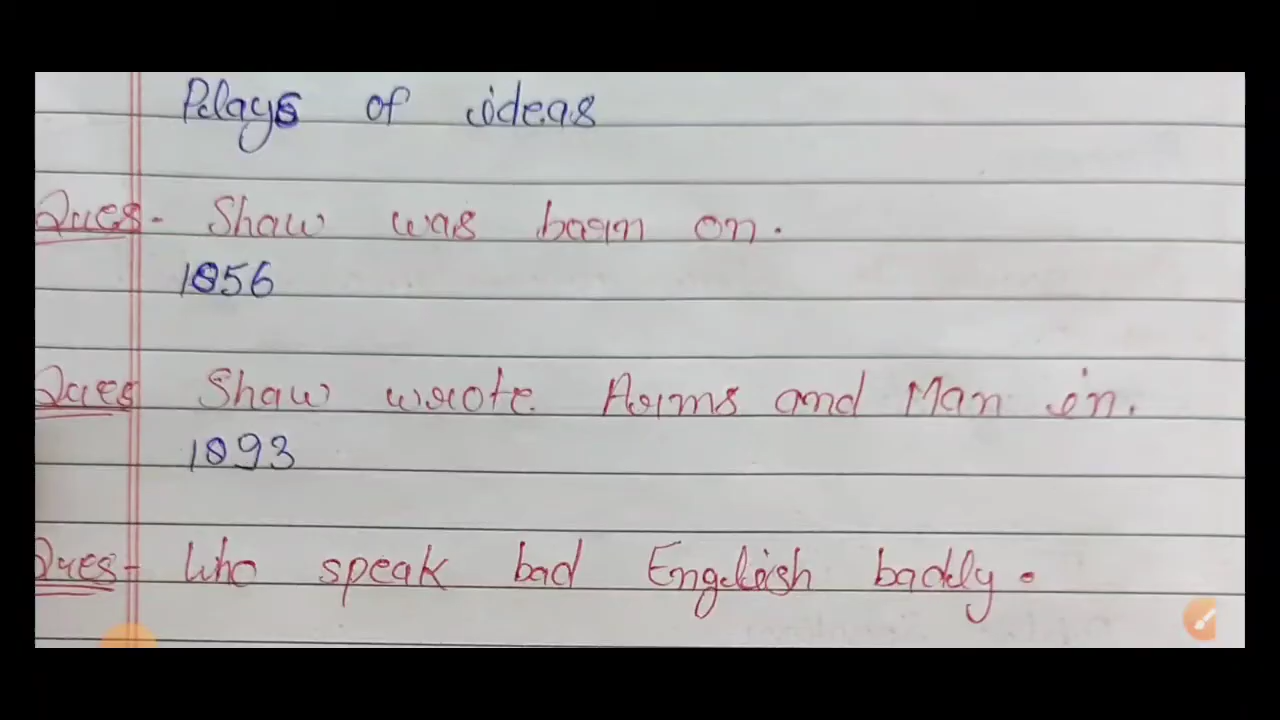 Plays of ideas
Ques- Shaw was born on.
1856
Ques Shaw wrote Arms and Man in.
1893
Ques- Who speak bad English badly.